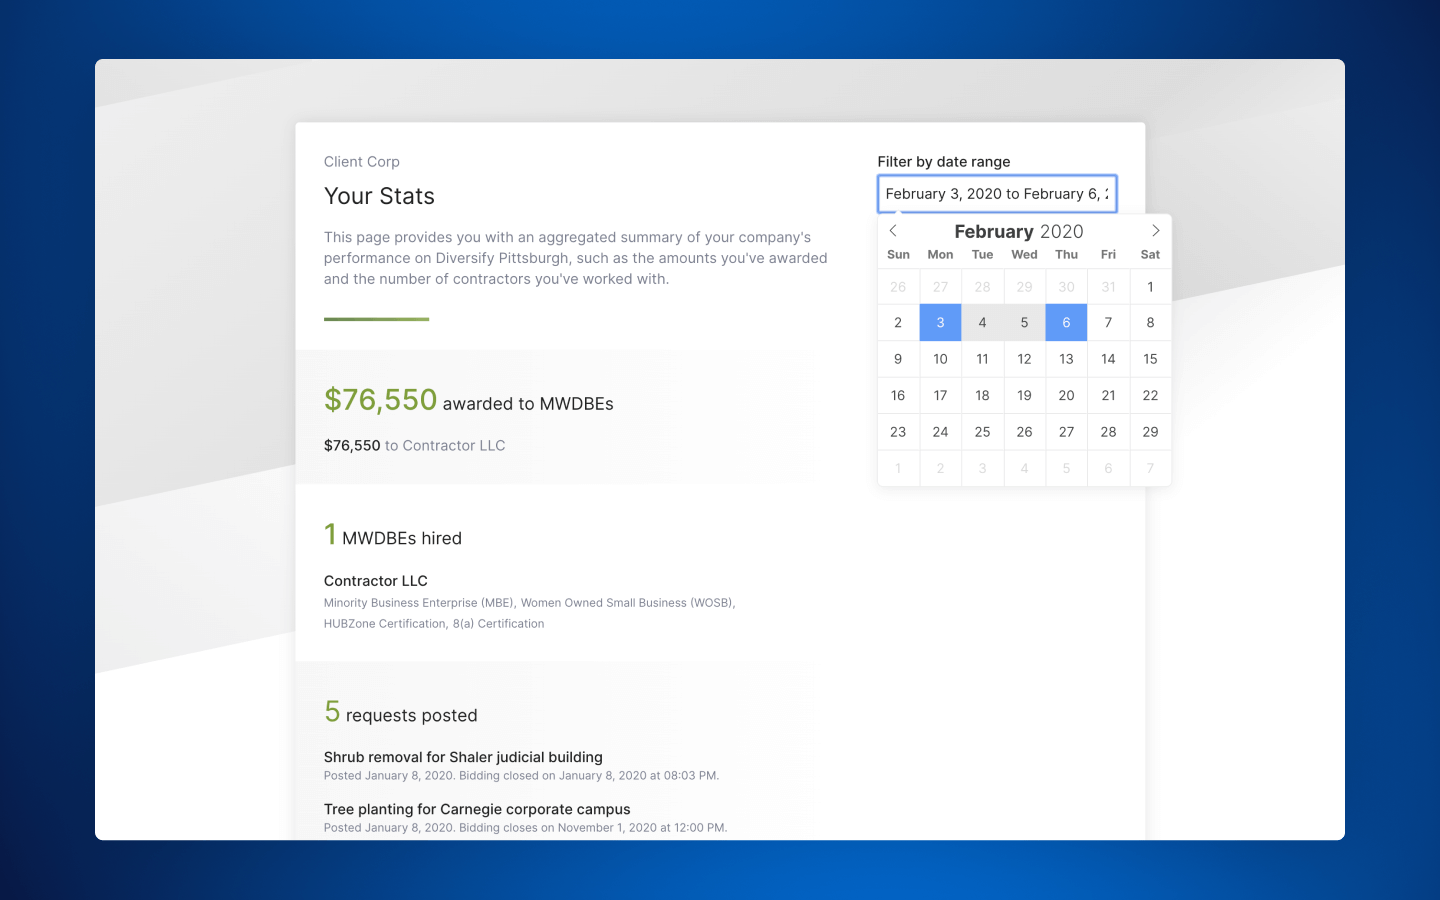 Client Corp
Your Stats
This page provides you with an aggregated summary of your company's
performance on Diversify Pittsburgh, such as the amounts you've awarded
and the number of contractors you've worked with.
$76,550 awarded to MWDBEs
$76,550 to Contractor LLC
1 MWDBEs hired
Contractor LLC
Minority Business Enterprise (MBE), Women Owned Small Business (WOSB),
HUBZone Certification, 8(a) Certification
5 requests posted
Shrub removal for Shaler judicial building
Posted January 8, 2020. Bidding closed on January 8, 2020 at 08:03 PM.
Tree planting for Carnegie corporate campus
Posted January 8, 2020. Bidding closes on November 1, 2020 at 12:00 PM.
Filter by date range
February 3, 2020 to February 6,
February 2020
Sun Mon Tue Wed Thu Fri Sat
26 27 28 29 30 31 1
2 3 4 5 6 7 8
9 10 11 12 13 14 15
16 17 18 19 20 21 22
23 24 25 26 27 28 29
1 2 3 4 5 6 7